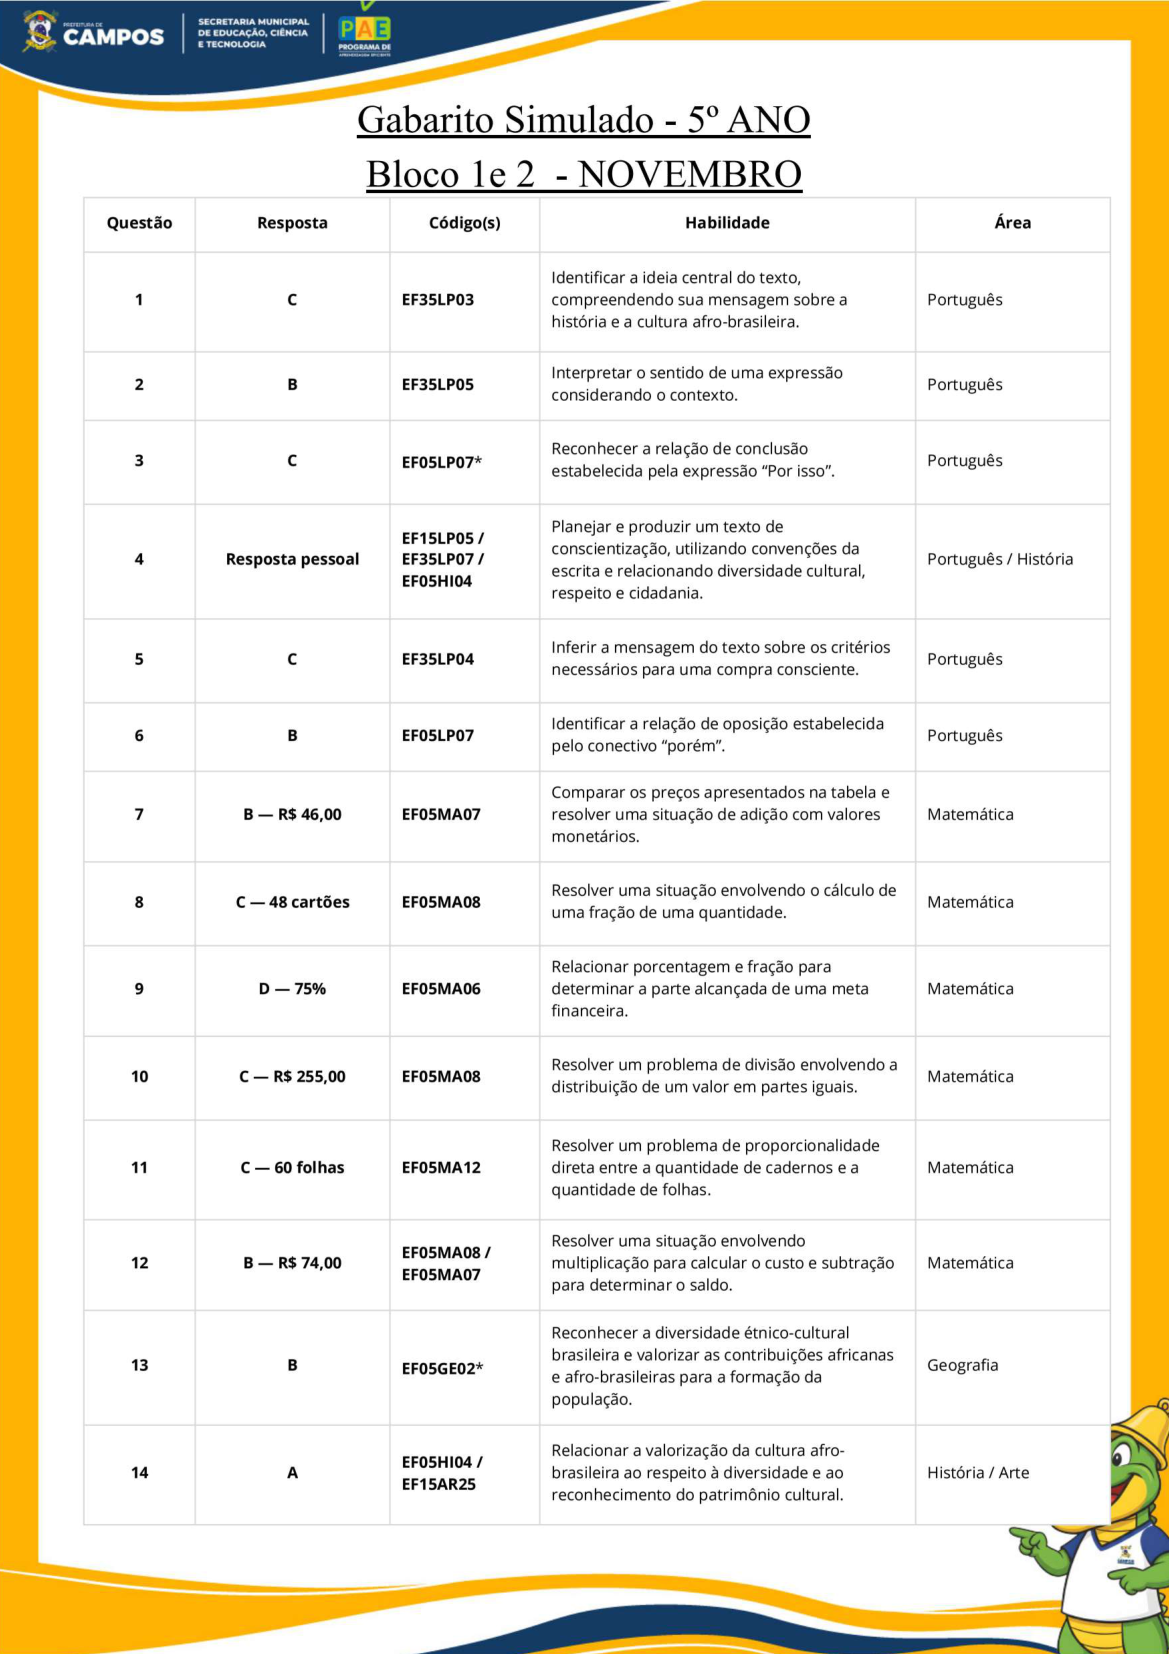 PREFEITURA DE
CAMPOS
SECRETARIA MUNICIPAL
DE EDUCAÇÃO, CIÊNCIA
E TECNOLOGIA
PAE
PROGRAMA DE
APRENDIZAGEM EFICIENTE
Gabarito Simulado - 5º ANO
Bloco 1e 2 - NOVEMBRO
Questão Resposta Código(s) Habilidade Área
1 C EF35LP03 Identificar a ideia central do texto,
compreendendo sua mensagem sobre a
história e a cultura afro-brasileira. Português
2 B EF35LP05 Interpretar o sentido de uma expressão
considerando o contexto. Português
3 C EF05LP07* Reconhecer a relação de conclusão
estabelecida pela expressão “Por isso”. Português
4 Resposta pessoal EF15LP05 /
EF35LP07 /
EF05HI04 Planejar e produzir um texto de
conscientização, utilizando convenções da
escrita e relacionando diversidade cultural,
respeito e cidadania. Português / História
5 C EF35LP04 Inferir a mensagem do texto sobre os critérios
necessários para uma compra consciente. Português
6 B EF05LP07 Identificar a relação de oposição estabelecida
pelo conectivo “porém”. Português
7 B — R$ 46,00 EF05MA07 Comparar os preços apresentados na tabela e
resolver uma situação de adição com valores
monetários. Matemática
8 C — 48 cartões EF05MA08 Resolver uma situação envolvendo o cálculo de
uma fração de uma quantidade. Matemática
9 D — 75% EF05MA06 Relacionar porcentagem e fração para
determinar a parte alcançada de uma meta
financeira. Matemática
10 C — R$ 255,00 EF05MA08 Resolver um problema de divisão envolvendo a
distribuição de um valor em partes iguais. Matemática
11 C — 60 folhas EF05MA12 Resolver um problema de proporcionalidade
direta entre a quantidade de cadernos e a
quantidade de folhas. Matemática
12 B — R$ 74,00 EF05MA08 /
EF05MA07 Resolver uma situação envolvendo
multiplicação para calcular o custo e subtração
para determinar o saldo. Matemática
13 B EF05GE02* Reconhecer a diversidade étnico-cultural
brasileira e valorizar as contribuições africanas
e afro-brasileiras para a formação da
população. Geografia
14 A EF05HI04 /
EF15AR25 Relacionar a valorização da cultura afro-
brasileira ao respeito à diversidade e ao
reconhecimento do patrimônio cultural. História / Arte